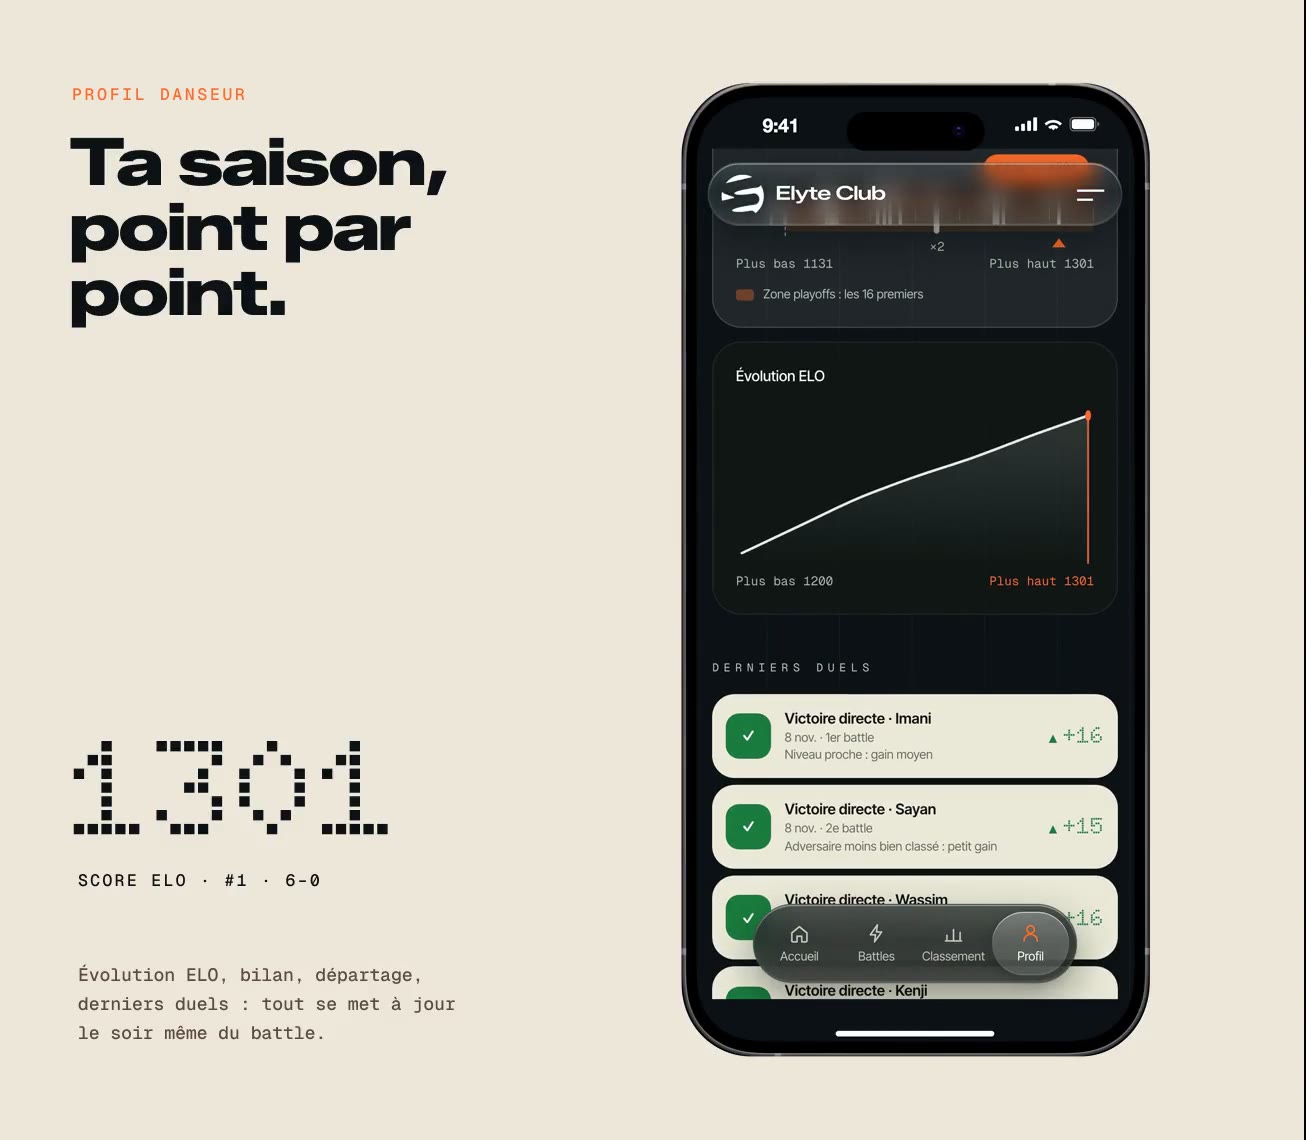 PROFIL DANSEUR
Ta saison,
point par
point.
1301
SCORE ELO · #1 · 6–0
Évolution ELO, bilan, départage,
derniers duels : tout se met à jour
le soir même du battle.
9:41
Elyte Club
×2
Plus bas 1131
Plus haut 1301
Zone playoffs : les 16 premiers
Évolution ELO
Plus bas 1200
Plus haut 1301
DERNIERS DUELS
Victoire directe · Imani
8 nov. · 1er battle
Niveau proche : gain moyen
▲ +16
Victoire directe · Sayan
8 nov. · 2e battle
Adversaire moins bien classé : petit gain
▲ +15
Victoire directe · Wassim
+16
Accueil
Battles
Classement
Profil
Victoire directe · Kenji